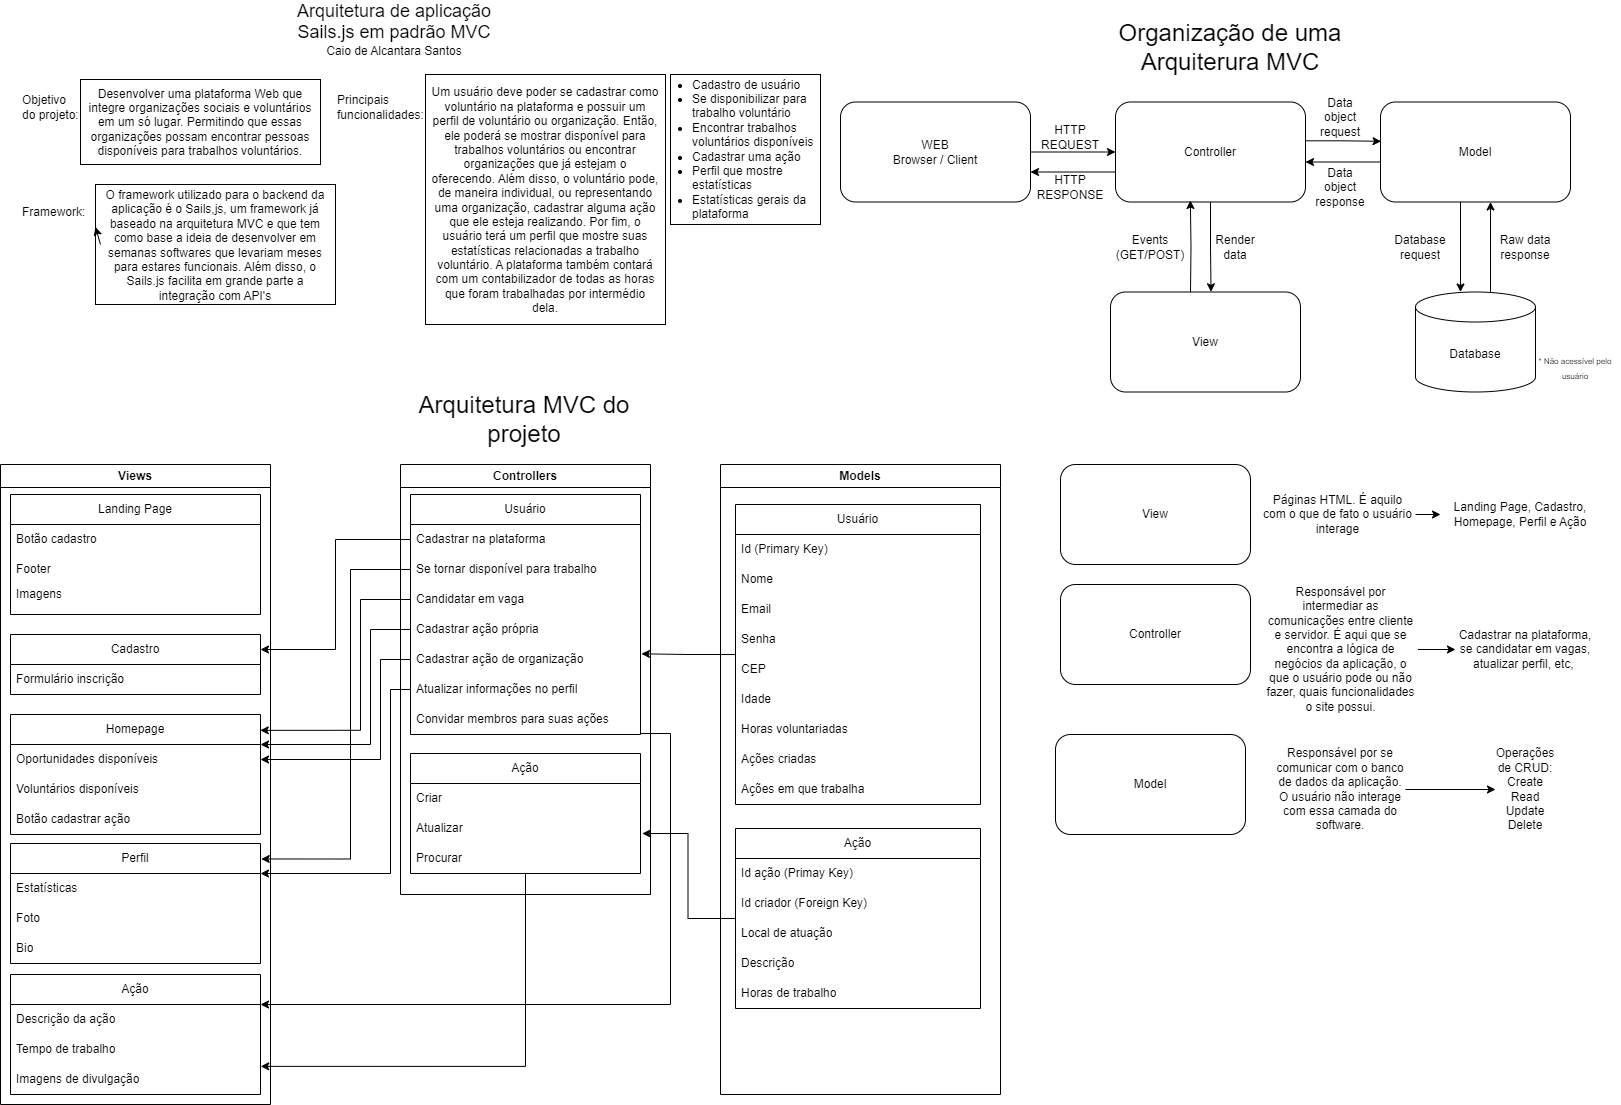 Arquitetura de aplicação
Sails.js em padrão MVC
Caio de Alcantara Santos
Objetivo
do projeto:
Desenvolver uma plataforma Web que
integre organizações sociais e voluntários
em um só lugar. Permitindo que essas
organizações possam encontrar pessoas
disponíveis para trabalhos voluntários.
Framework:
O framework utilizado para o backend da
aplicação é o Sails,js, um framework já
baseado na arquitetura MVC e que tem
como base a ideia de desenvolver em
semanas softwares que levariam meses
para estares funcionais. Além disso, o
Sails.js facilita em grande parte a
integração com API's
Principais
funcionalidades:
Um usuário deve poder se cadastrar como
voluntário na plataforma e possuir um
perfil de voluntário ou organização. Então,
ele poderá se mostrar disponível para
trabalhos voluntários ou encontrar
organizações que já estejam o
oferecendo. Além disso, o voluntário pode,
de maneira individual, ou representando
uma organização, cadastrar alguma ação
que ele esteja realizando. Por fim, o
usuário terá um perfil que mostre suas
estatísticas relacionadas a trabalho
voluntário. A plataforma também contará
com um contabilizador de todas as horas
que foram trabalhadas por intermédio
dela.
• Cadastro de usuário
• Se disponibilizar para
trabalho voluntário
• Encontrar trabalhos
voluntários disponíveis
• Cadastrar uma ação
• Perfil que mostre
estatísticas
• Estatísticas gerais da
plataforma
Organização de uma
Arquiterura MVC
WEB
Browser / Client
HTTP
REQUEST
HTTP
RESPONSE
Controller
Data
object
request
Data
object
response
Model
Events
(GET/POST)
Render
data
Database
request
Raw data
response
View
Database
* Não acessível pelo
usuário
Arquitetura MVC do
projeto
Views
Landing Page
Botão cadastro
Footer
Imagens
Cadastro
Formulário inscrição
Homepage
Oportunidades disponíveis
Voluntários disponíveis
Botão cadastrar ação
Perfil
Estatísticas
Foto
Bio
Ação
Descrição da ação
Tempo de trabalho
Imagens de divulgação
Controllers
Usuário
Cadastrar na plataforma
Se tornar disponível para trabalho
Candidatar em vaga
Cadastrar ação própria
Cadastrar ação de organização
Atualizar informações no perfil
Convidar membros para suas ações
Ação
Criar
Atualizar
Procurar
Models
Usuário
Id (Primary Key)
Nome
Email
Senha
CEP
Idade
Horas voluntariadas
Ações criadas
Ações em que trabalha
Ação
Id ação (Primay Key)
Id criador (Foreign Key)
Local de atuação
Descrição
Horas de trabalho
View
Páginas HTML. É aquilo
com o que de fato o usuário
interage
Landing Page, Cadastro,
Homepage, Perfil e Ação
Controller
Responsável por
intermediar as
comunicações entre cliente
e servidor. É aqui que se
encontra a lógica de
negócios da aplicação, o
que o usuário pode ou não
fazer, quais funcionalidades
o site possui.
Cadastrar na plataforma,
se candidatar em vagas,
atualizar perfil, etc,
Model
Responsável por se
comunicar com o banco
de dados da aplicação.
O usuário não interage
com essa camada do
software.
Operações
de CRUD:
Create
Read
Update
Delete